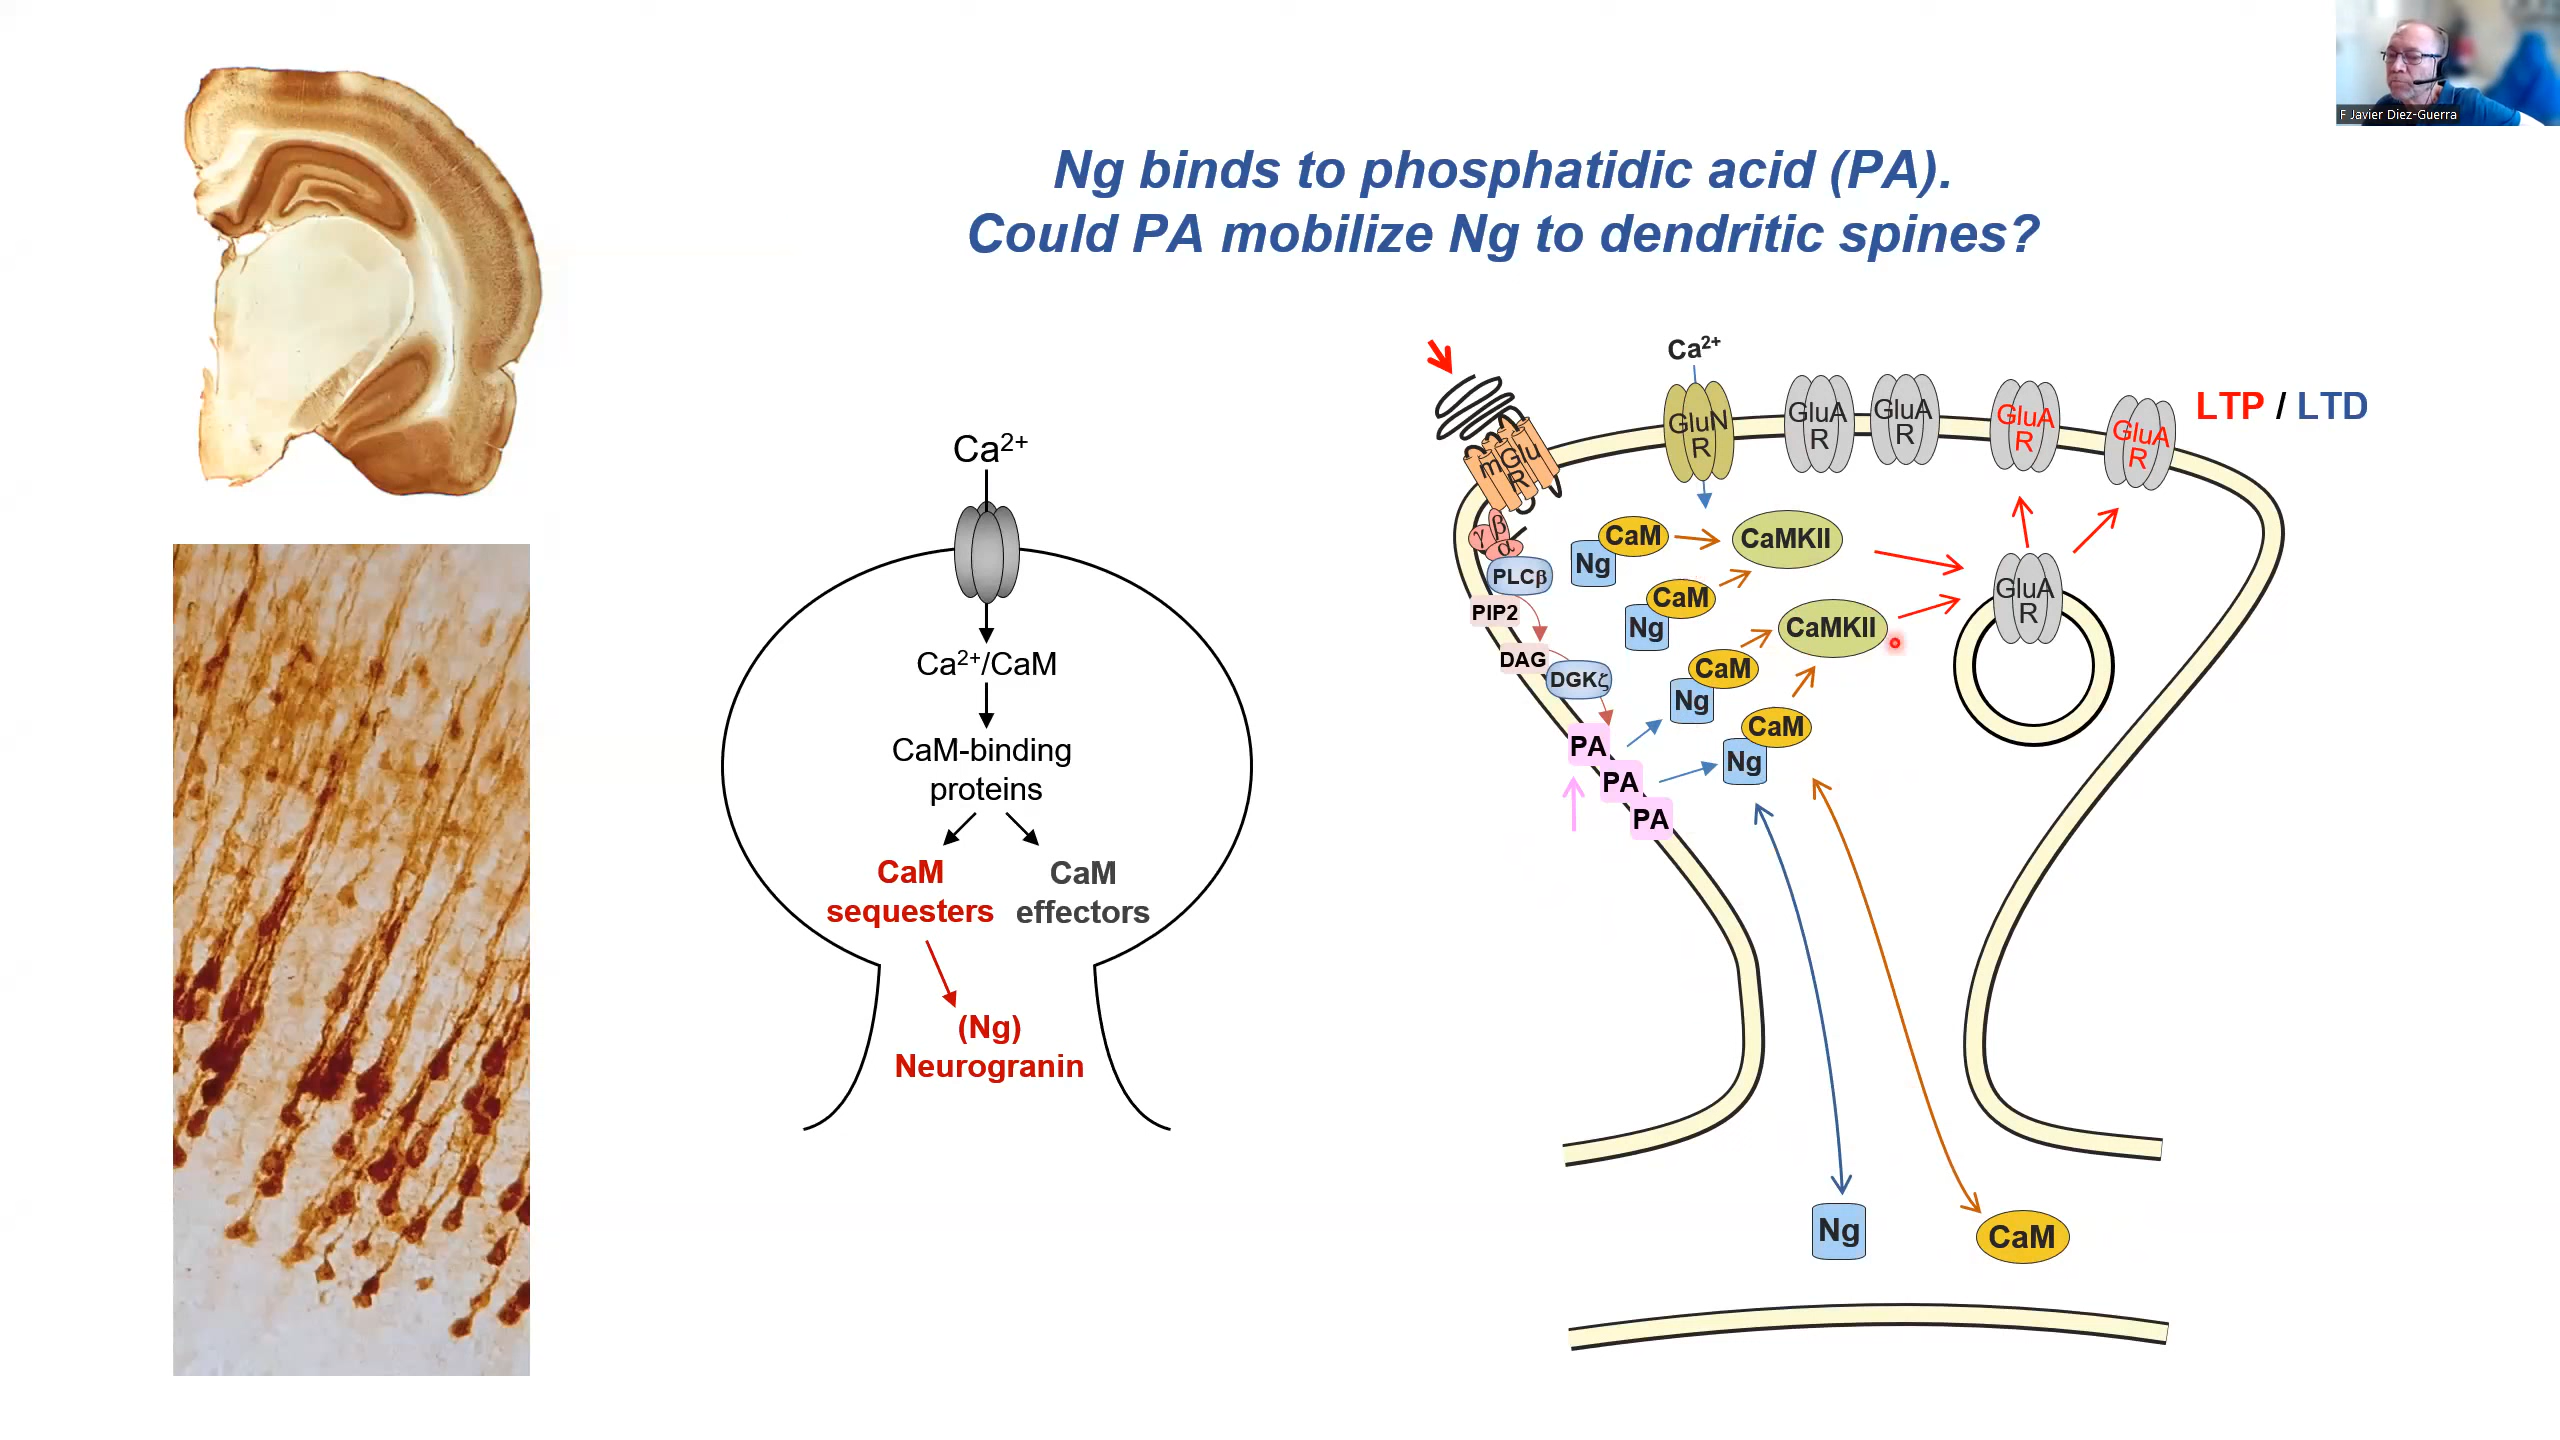 F Javier Diez-Guerra
Ng binds to phosphatidic acid (PA).
Could PA mobilize Ng to dendritic spines?
Ca²⁺
Ca²⁺/CaM
CaM-binding
proteins
CaM
sequesters
CaM
effectors
(Ng)
Neurogranin
Ca²⁺
mGlu
R
GluN
R
GluA
R
GluA
R
GluA
R
GluA
R
LTP / LTD
γ
β
α
PLCβ
PIP2
DAG
DGKζ
PA
PA
PA
CaM
Ng
CaM
Ng
CaM
Ng
CaM
Ng
CaMKII
CaMKII
GluA
R
Ng
CaM